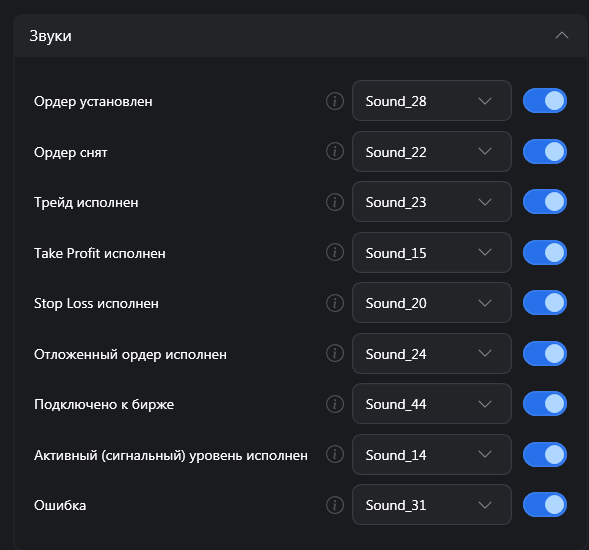 Звуки
Ордер установлен Sound_28
Ордер снят Sound_22
Трейд исполнен Sound_23
Take Profit исполнен Sound_15
Stop Loss исполнен Sound_20
Отложенный ордер исполнен Sound_24
Подключено к бирже Sound_44
Активный (сигнальный) уровень исполнен Sound_14
Ошибка Sound_31